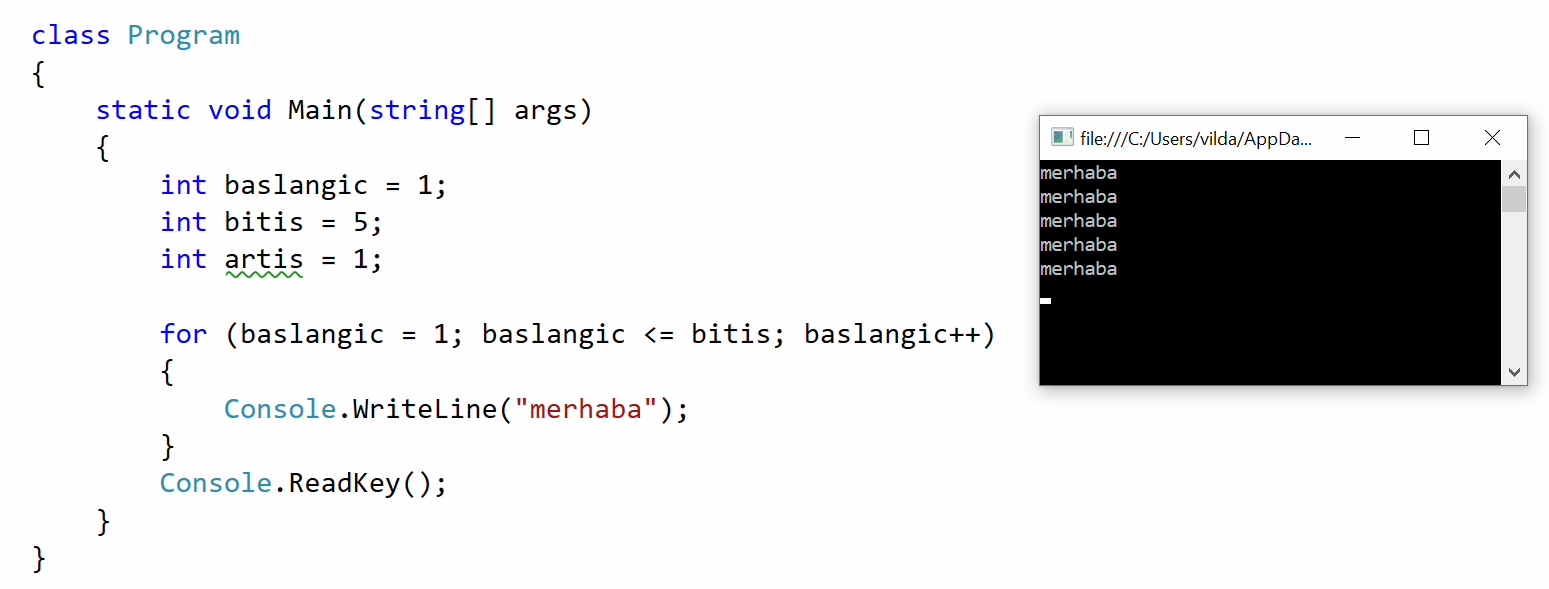 class Program
{
static void Main(string[] args)
{
int baslangic = 1;
int bitis = 5;
int artis = 1;
for (baslangic = 1; baslangic <= bitis; baslangic++)
{
Console.WriteLine("merhaba");
}
Console.ReadKey();
}
}
file:///C:/Users/vilda/AppDa...
merhaba
merhaba
merhaba
merhaba
merhaba